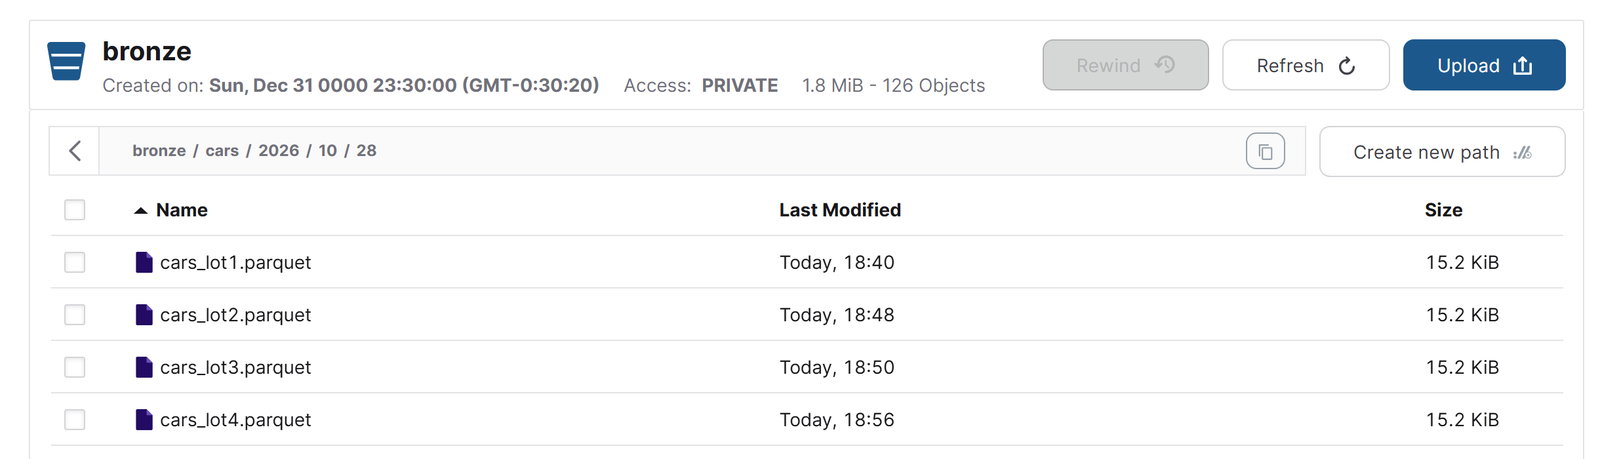 bronze
Created on: Sun, Dec 31 0000 23:30:00 (GMT-0:30:20) Access: PRIVATE 1.8 MiB - 126 Objects
Rewind Refresh Upload
bronze / cars / 2026 / 10 / 28
Create new path
Name Last Modified Size
cars_lot1.parquet Today, 18:40 15.2 KiB
cars_lot2.parquet Today, 18:48 15.2 KiB
cars_lot3.parquet Today, 18:50 15.2 KiB
cars_lot4.parquet Today, 18:56 15.2 KiB